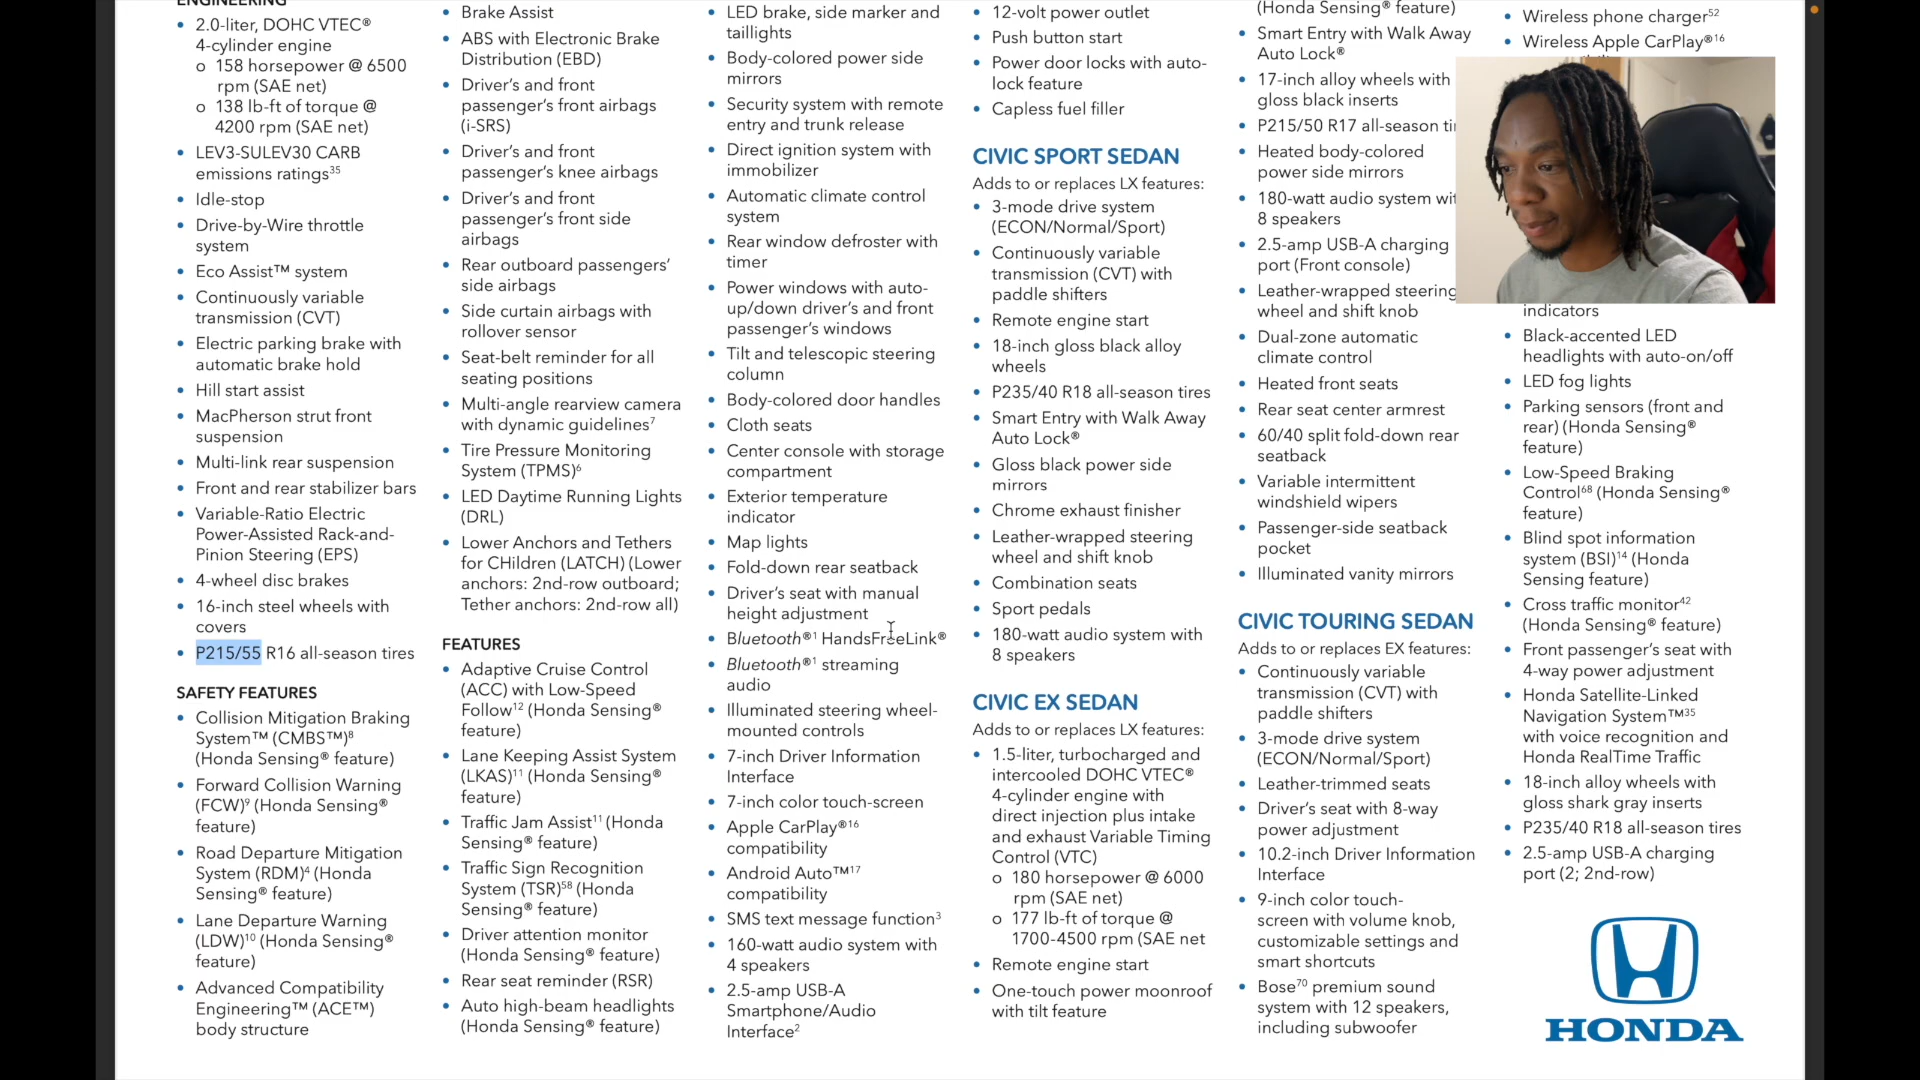 ENGINEERING
• 2.0-liter, DOHC VTEC®
4-cylinder engine
o 158 horsepower @ 6500
rpm (SAE net)
o 138 lb-ft of torque @
4200 rpm (SAE net)
• LEV3-SULEV30 CARB
emissions ratings35
• Idle-stop
• Drive-by-Wire throttle
system
• Eco Assist™ system
• Continuously variable
transmission (CVT)
• Electric parking brake with
automatic brake hold
• Hill start assist
• MacPherson strut front
suspension
• Multi-link rear suspension
• Front and rear stabilizer bars
• Variable-Ratio Electric
Power-Assisted Rack-and-
Pinion Steering (EPS)
• 4-wheel disc brakes
• 16-inch steel wheels with
covers
• P215/55 R16 all-season tires
SAFETY FEATURES
• Collision Mitigation Braking
System™ (CMBS™)8
(Honda Sensing® feature)
• Forward Collision Warning
(FCW)9 (Honda Sensing®
feature)
• Road Departure Mitigation
System (RDM)4 (Honda
Sensing® feature)
• Lane Departure Warning
(LDW)10 (Honda Sensing®
feature)
• Advanced Compatibility
Engineering™ (ACE™)
body structure
• Brake Assist
• ABS with Electronic Brake
Distribution (EBD)
• Driver's and front
passenger's front airbags
(i-SRS)
• Driver's and front
passenger's knee airbags
• Driver's and front
passenger's front side
airbags
• Rear outboard passengers'
side airbags
• Side curtain airbags with
rollover sensor
• Seat-belt reminder for all
seating positions
• Multi-angle rearview camera
with dynamic guidelines7
• Tire Pressure Monitoring
System (TPMS)6
• LED Daytime Running Lights
(DRL)
• Lower Anchors and Tethers
for CHildren (LATCH) (Lower
anchors: 2nd-row outboard;
Tether anchors: 2nd-row all)
FEATURES
• Adaptive Cruise Control
(ACC) with Low-Speed
Follow12 (Honda Sensing®
feature)
• Lane Keeping Assist System
(LKAS)11 (Honda Sensing®
feature)
• Traffic Jam Assist11 (Honda
Sensing® feature)
• Traffic Sign Recognition
System (TSR)58 (Honda
Sensing® feature)
• Driver attention monitor
(Honda Sensing® feature)
• Rear seat reminder (RSR)
• Auto high-beam headlights
(Honda Sensing® feature)
• LED brake, side marker and
taillights
• Body-colored power side
mirrors
• Security system with remote
entry and trunk release
• Direct ignition system with
immobilizer
• Automatic climate control
system
• Rear window defroster with
timer
• Power windows with auto-
up/down driver's and front
passenger's windows
• Tilt and telescopic steering
column
• Body-colored door handles
• Cloth seats
• Center console with storage
compartment
• Exterior temperature
indicator
• Map lights
• Fold-down rear seatback
• Driver's seat with manual
height adjustment
• Bluetooth®1 HandsFreeLink®
• Bluetooth®1 streaming
audio
• Illuminated steering wheel-
mounted controls
• 7-inch Driver Information
Interface
• 7-inch color touch-screen
• Apple CarPlay®16
compatibility
• Android Auto™17
compatibility
• SMS text message function3
• 160-watt audio system with
4 speakers
• 2.5-amp USB-A
Smartphone/Audio
Interface2
• 12-volt power outlet
• Push button start
• Power door locks with auto-
lock feature
• Capless fuel filler
CIVIC SPORT SEDAN
Adds to or replaces LX features:
• 3-mode drive system
(ECON/Normal/Sport)
• Continuously variable
transmission (CVT) with
paddle shifters
• Remote engine start
• 18-inch gloss black alloy
wheels
• P235/40 R18 all-season tires
• Smart Entry with Walk Away
Auto Lock®
• Gloss black power side
mirrors
• Chrome exhaust finisher
• Leather-wrapped steering
wheel and shift knob
• Combination seats
• Sport pedals
• 180-watt audio system with
8 speakers
CIVIC EX SEDAN
Adds to or replaces LX features:
• 1.5-liter, turbocharged and
intercooled DOHC VTEC®
4-cylinder engine with
direct injection plus intake
and exhaust Variable Timing
Control (VTC)
o 180 horsepower @ 6000
rpm (SAE net)
o 177 lb-ft of torque @
1700-4500 rpm (SAE net
• Remote engine start
• One-touch power moonroof
with tilt feature
(Honda Sensing® feature)
• Smart Entry with Walk Away
Auto Lock®
• 17-inch alloy wheels with
gloss black inserts
• P215/50 R17 all-season
• Heated body-colored
power side mirrors
• 180-watt audio system
8 speakers
• 2.5-amp USB-A charging
port (Front console)
• Leather-wrapped steering
wheel and shift knob
• Dual-zone automatic
climate control
• Heated front seats
• Rear seat center armrest
• 60/40 split fold-down rear
seatback
• Variable intermittent
windshield wipers
• Passenger-side seatback
pocket
• Illuminated vanity mirrors
CIVIC TOURING SEDAN
Adds to or replaces EX features:
• Continuously variable
transmission (CVT) with
paddle shifters
• 3-mode drive system
(ECON/Normal/Sport)
• Leather-trimmed seats
• Driver's seat with 8-way
power adjustment
• 10.2-inch Driver Information
Interface
• 9-inch color touch-
screen with volume knob,
customizable settings and
smart shortcuts
• Bose70 premium sound
system with 12 speakers,
including subwoofer
• Wireless phone charger52
• Wireless Apple CarPlay®16
indicators
• Black-accented LED
headlights with auto-on/off
• LED fog lights
• Parking sensors (front and
rear) (Honda Sensing®
feature)
• Low-Speed Braking
Control68 (Honda Sensing®
feature)
• Blind spot information
system (BSI)14 (Honda
Sensing feature)
• Cross traffic monitor42
(Honda Sensing® feature)
• Front passenger's seat with
4-way power adjustment
• Honda Satellite-Linked
Navigation System™35
with voice recognition and
Honda RealTime Traffic
• 18-inch alloy wheels with
gloss shark gray inserts
• P235/40 R18 all-season tires
• 2.5-amp USB-A charging
port (2; 2nd-row)
HONDA